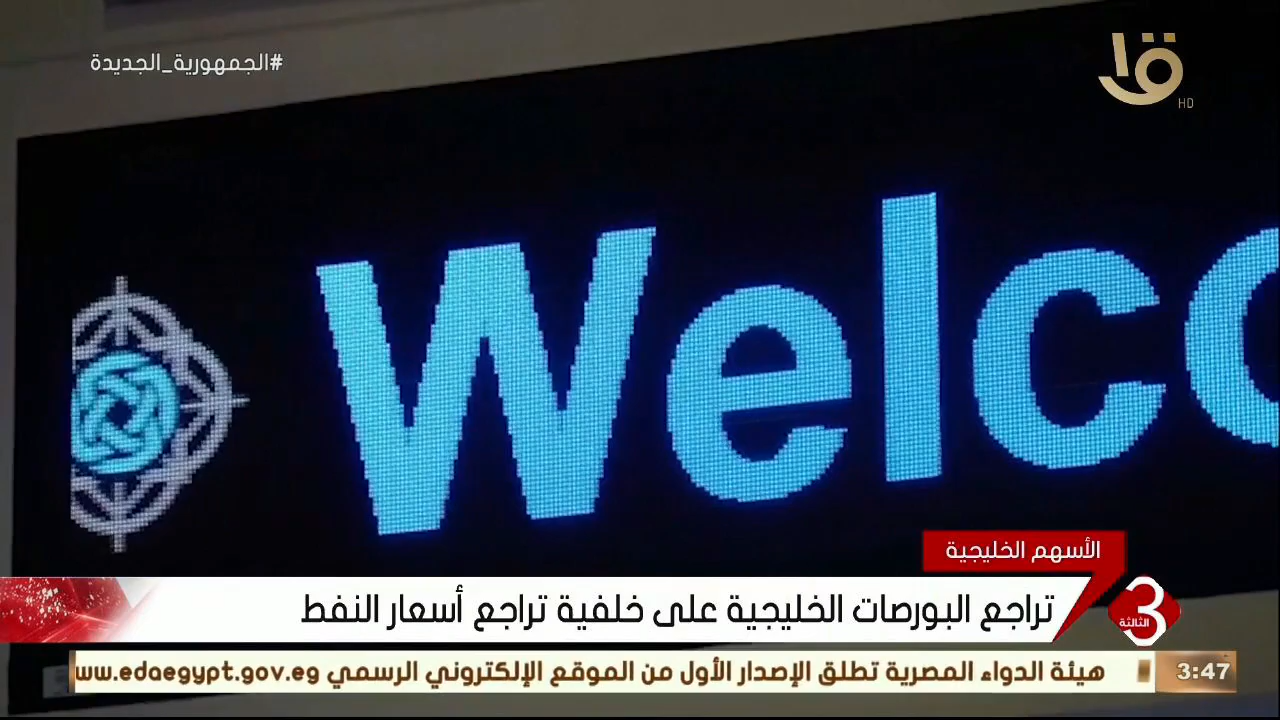 #الجمهورية_الجديدة
HD
Welco
الأسهم الخليجية
تراجع البورصات الخليجية على خلفية تراجع أسعار النفط
3 الثالثة
هيئة الدواء المصرية تطلق الإصدار الأول من الموقع الإلكتروني الرسمي www.edaegypt.gov.eg
3:47